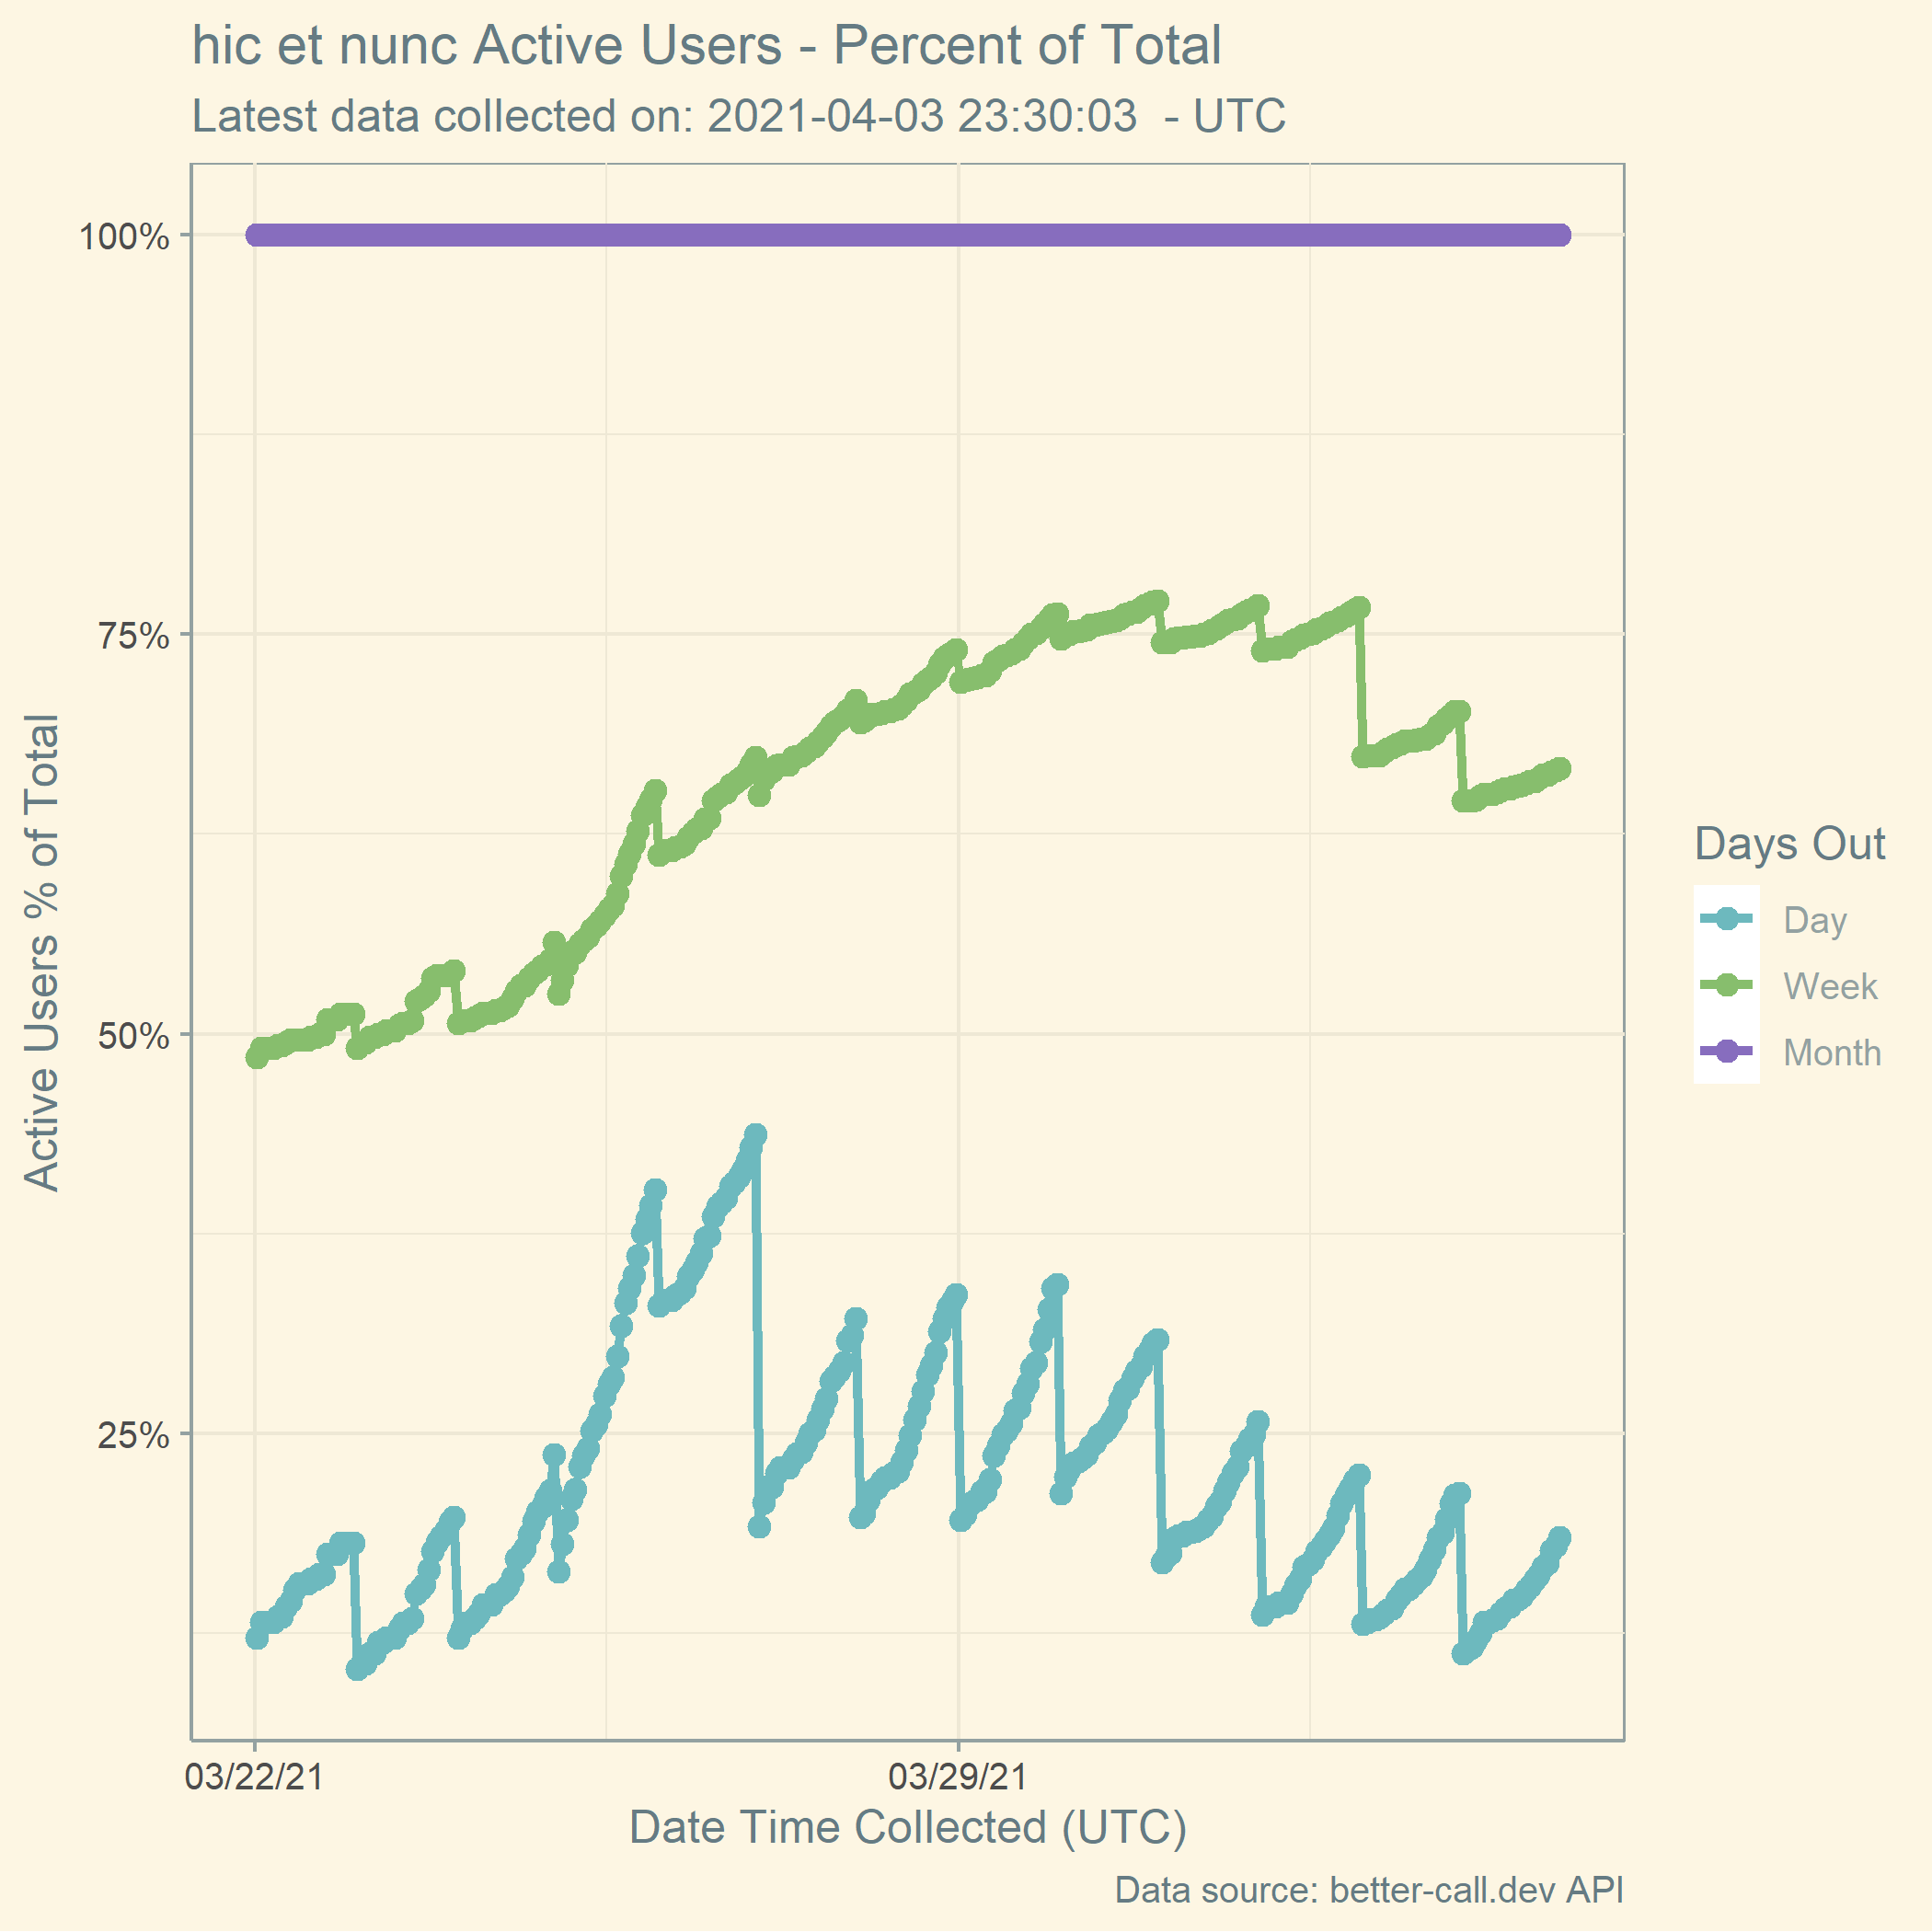 hic et nunc Active Users - Percent of Total
Latest data collected on: 2021-04-03 23:30:03  - UTC
Active Users % of Total
100%
75%
50%
25%
03/22/21
03/29/21
Date Time Collected (UTC)
Days Out
Day
Week
Month
Data source: better-call.dev API